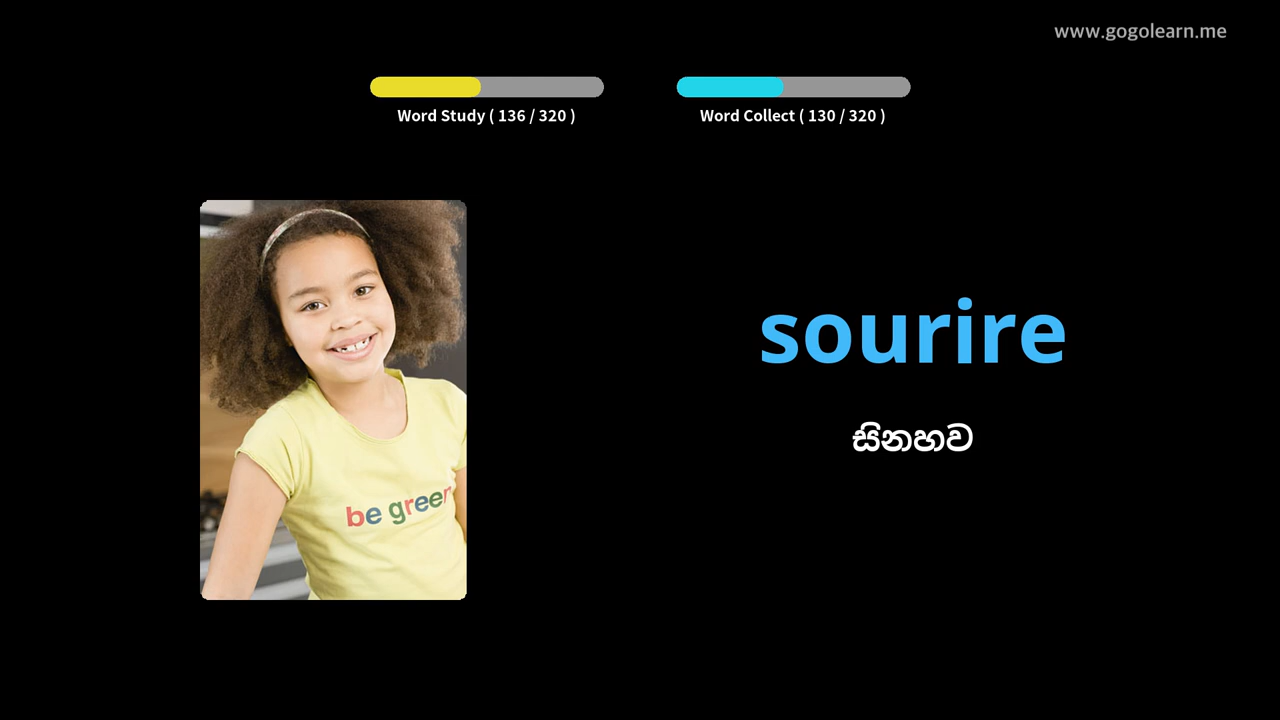 www.gogolearn.me
Word Study ( 136 / 320 )
Word Collect ( 130 / 320 )
sourire
සිනහව
be green